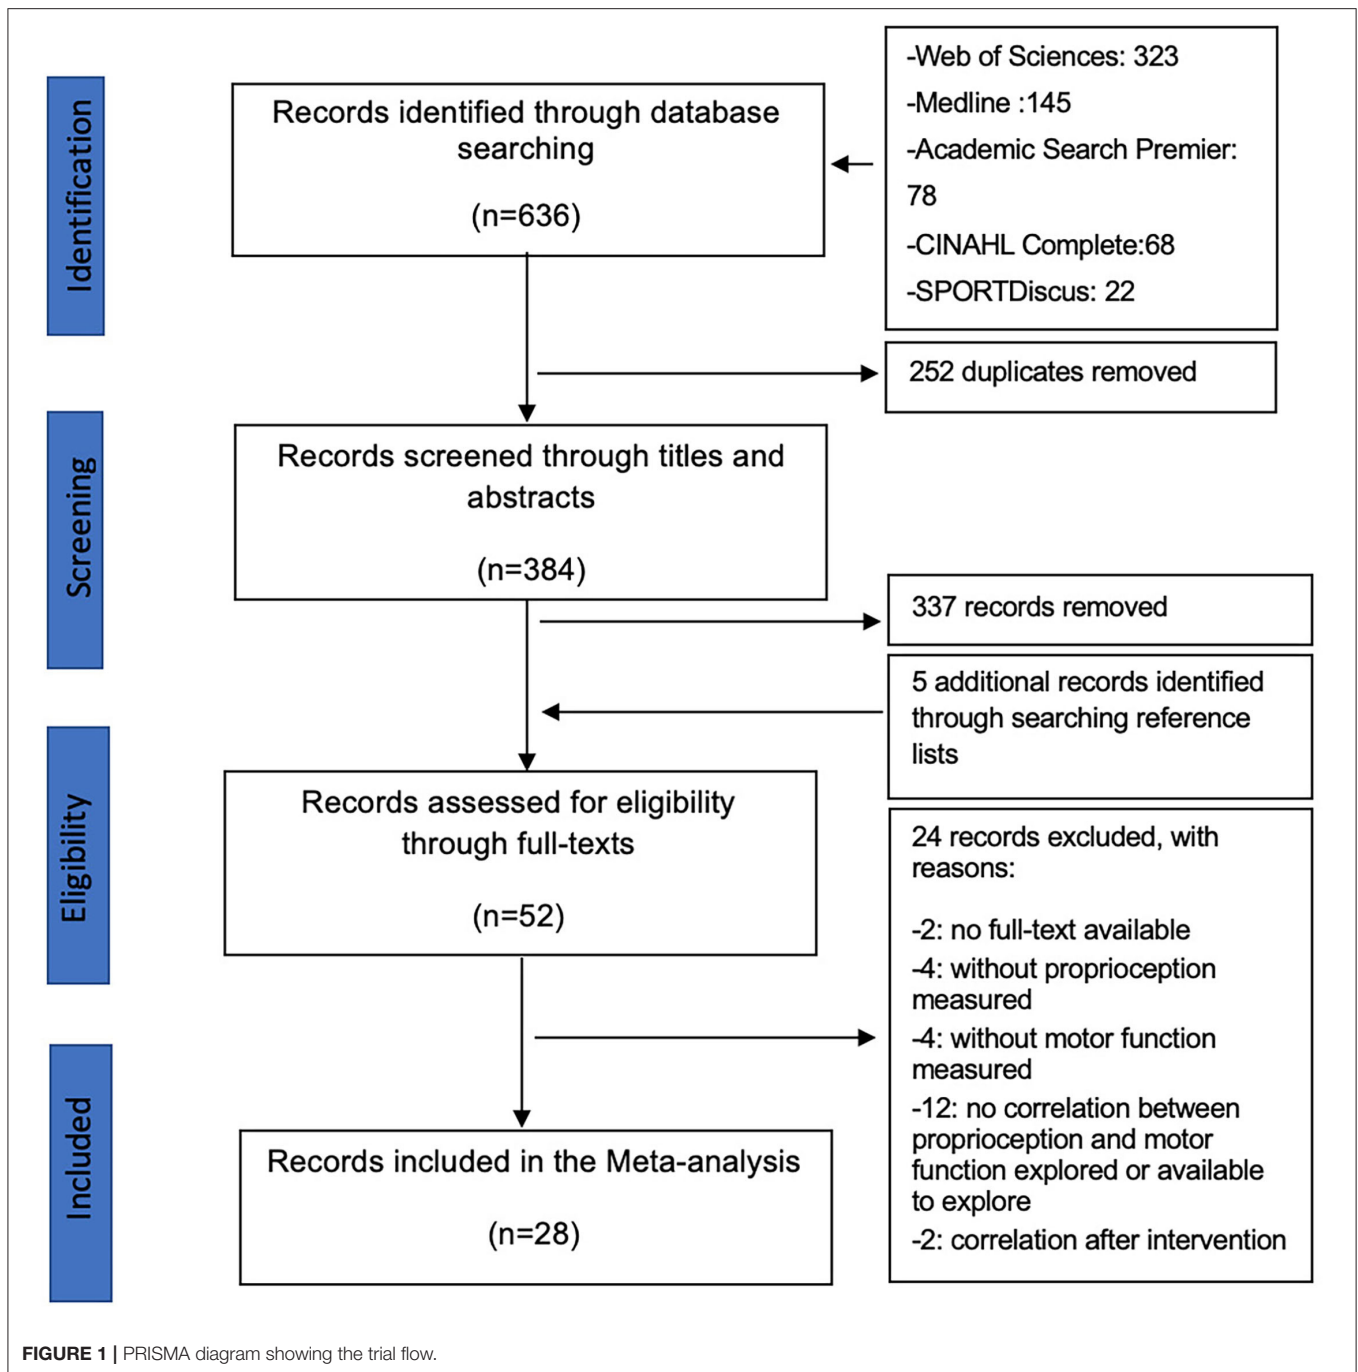 Identification
Records identified through database
searching
(n=636)
-Web of Sciences: 323
-Medline :145
-Academic Search Premier:
78
-CINAHL Complete:68
-SPORTDiscus: 22
252 duplicates removed
Screening
Records screened through titles and
abstracts
(n=384)
337 records removed
5 additional records identified
through searching reference
lists
Eligibility
Records assessed for eligibility
through full-texts
(n=52)
24 records excluded, with
reasons:
-2: no full-text available
-4: without proprioception
measured
-4: without motor function
measured
-12: no correlation between
proprioception and motor
function explored or available
to explore
-2: correlation after intervention
Included
Records included in the Meta-analysis
(n=28)
FIGURE 1 | PRISMA diagram showing the trial flow.